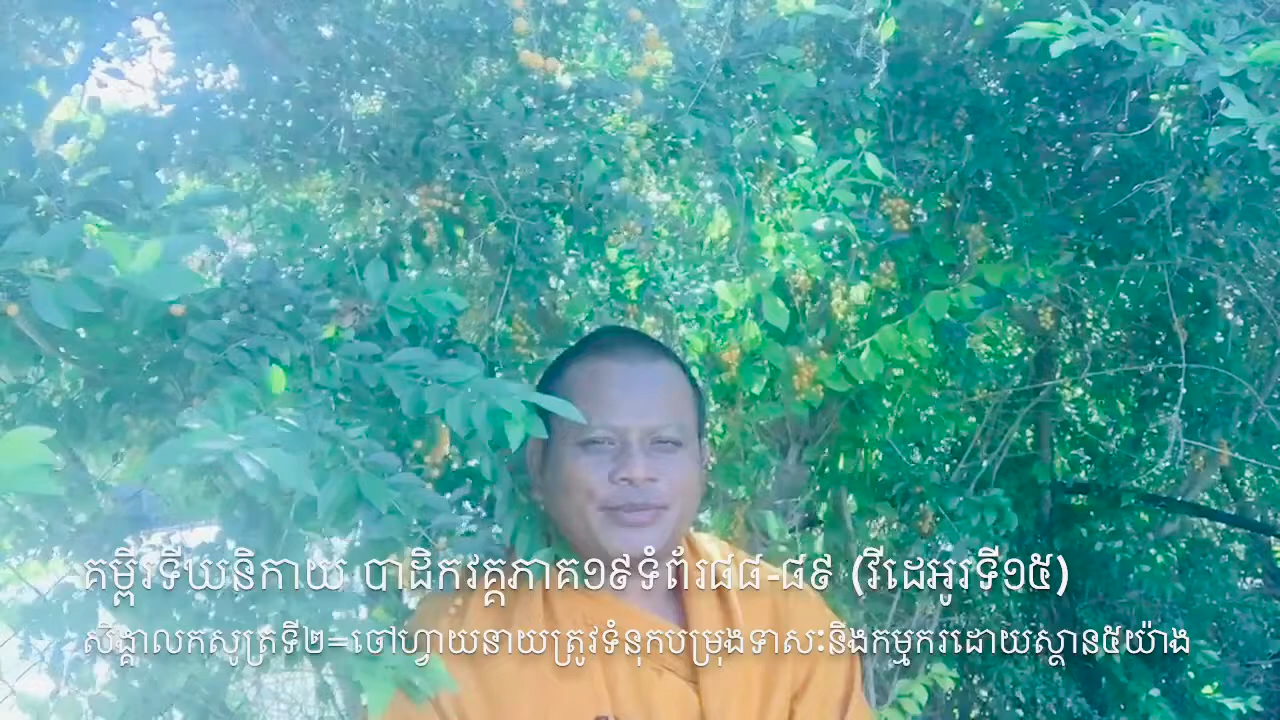 គម្ពីរទីឃនិកាយ បាដិកវគ្គភាគ១៩ទំព័រ៨៨-៨៩ (វីដេអូរទី១៥)
សិង្គាលកសូត្រទី២=ចៅហ្វាយនាយត្រូវទំនុកបម្រុងទាសៈនិងកម្មករដោយស្ថាន៥យ៉ាង